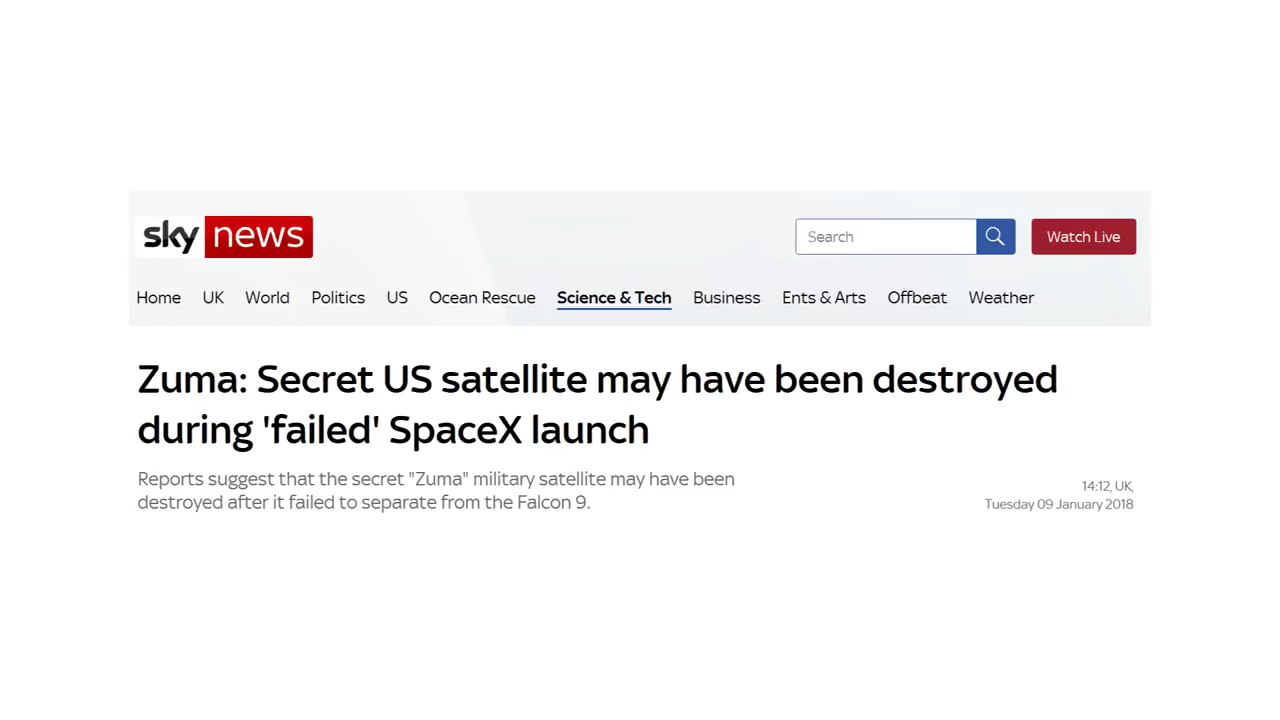 sky news
Search
Watch Live
Home UK World Politics US Ocean Rescue Science & Tech Business Ents & Arts Offbeat Weather
Zuma: Secret US satellite may have been destroyed
during 'failed' SpaceX launch
Reports suggest that the secret "Zuma" military satellite may have been
destroyed after it failed to separate from the Falcon 9.
14:12, UK,
Tuesday 09 January 2018